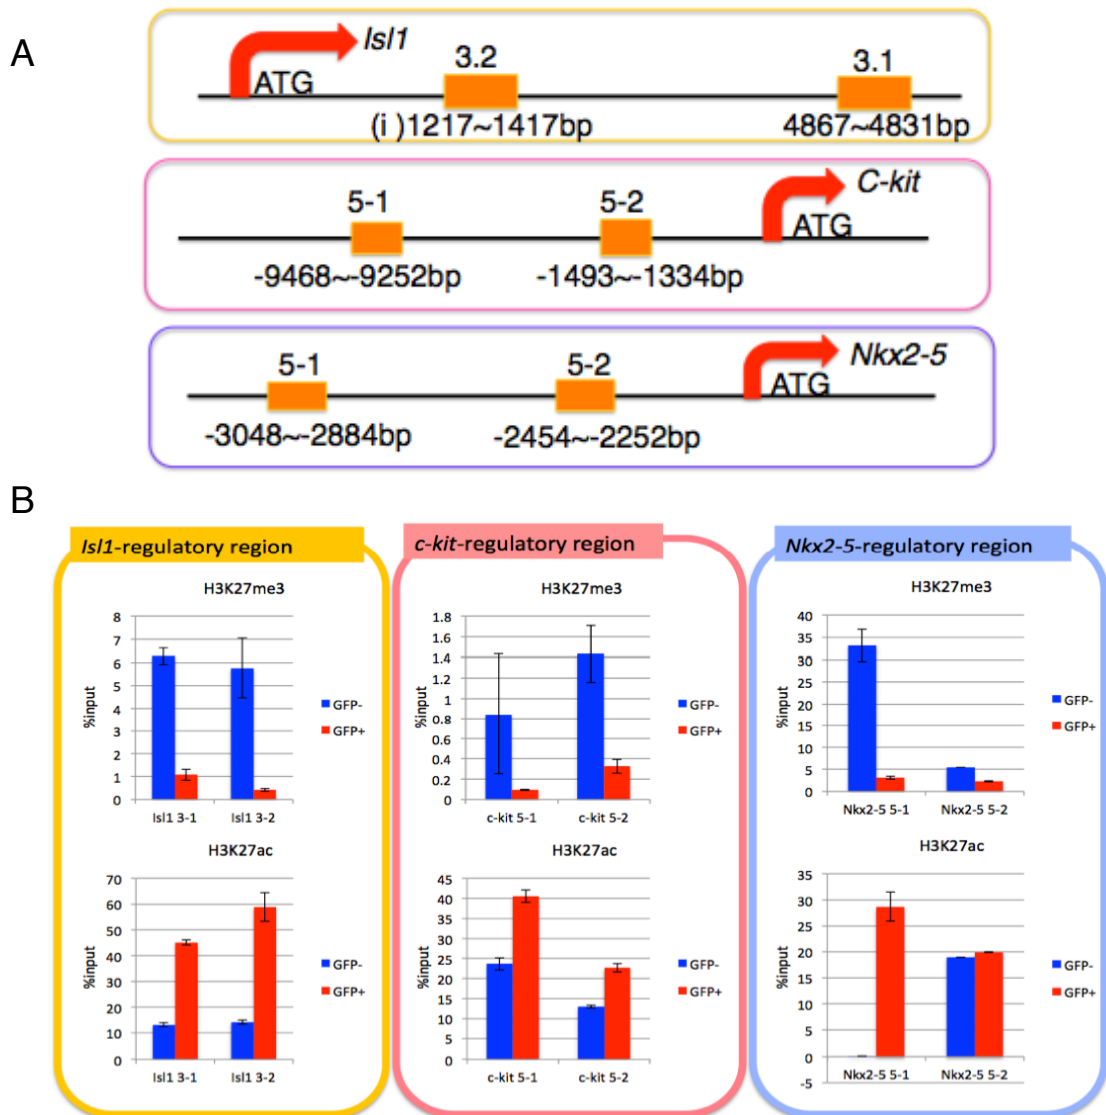 A
Isl1
3.2
3.1
ATG
(i )1217~1417bp
4867~4831bp
C-kit
5-1
5-2
ATG
-9468~-9252bp
-1493~-1334bp
Nkx2-5
5-1
5-2
ATG
-3048~-2884bp
-2454~-2252bp
B
Isl1-regulatory region
H3K27me3
8
7
6
5
4
3
2
1
0
%input
GFP-
GFP+
Isl1 3-1
Isl1 3-2
H3K27ac
70
60
50
40
30
20
10
0
%input
GFP-
GFP+
Isl1 3-1
Isl1 3-2
c-kit-regulatory region
H3K27me3
1.8
1.6
1.4
1.2
1
0.8
0.6
0.4
0.2
0
%input
GFP-
GFP+
c-kit 5-1
c-kit 5-2
H3K27ac
45
40
35
30
25
20
15
10
5
0
%input
GFP-
GFP+
c-kit 5-1
c-kit 5-2
Nkx2-5-regulatory region
H3K27me3
40
35
30
25
20
15
10
5
0
%input
GFP-
GFP+
Nkx2-5 5-1
Nkx2-5 5-2
H3K27ac
35
30
25
20
15
10
5
0
-5
%input
GFP-
GFP+
Nkx2-5 5-1
Nkx2-5 5-2